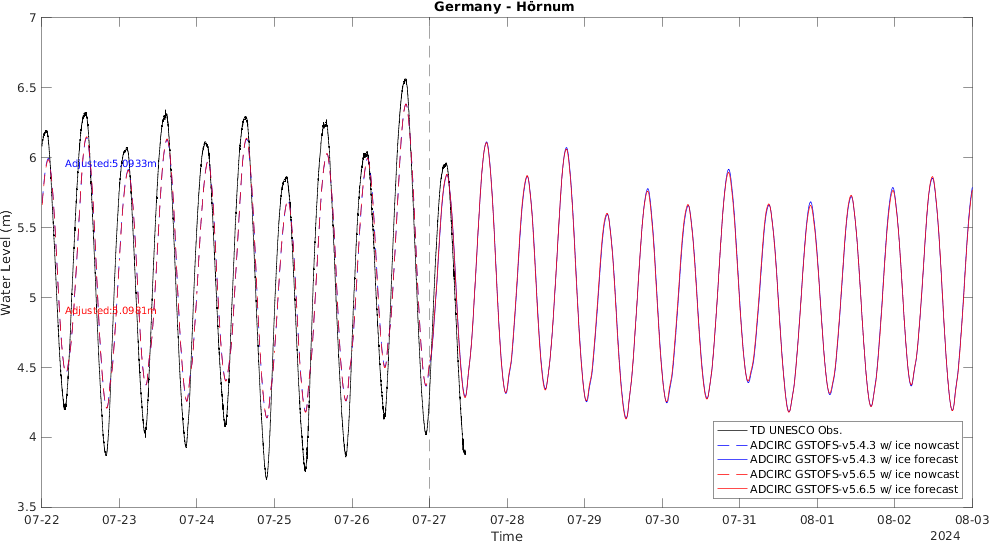 Germany - Hörnum
7
6.5
6
5.5
5
4.5
4
3.5
Water Level (m)
Adjusted:5.0933m
Adjusted:5.0931m
TD UNESCO Obs.
ADCIRC GSTOFS-v5.4.3 w/ ice nowcast
ADCIRC GSTOFS-v5.4.3 w/ ice forecast
ADCIRC GSTOFS-v5.6.5 w/ ice nowcast
ADCIRC GSTOFS-v5.6.5 w/ ice forecast
07-22 07-23 07-24 07-25 07-26 07-27 07-28 07-29 07-30 07-31 08-01 08-02 08-03
Time
2024